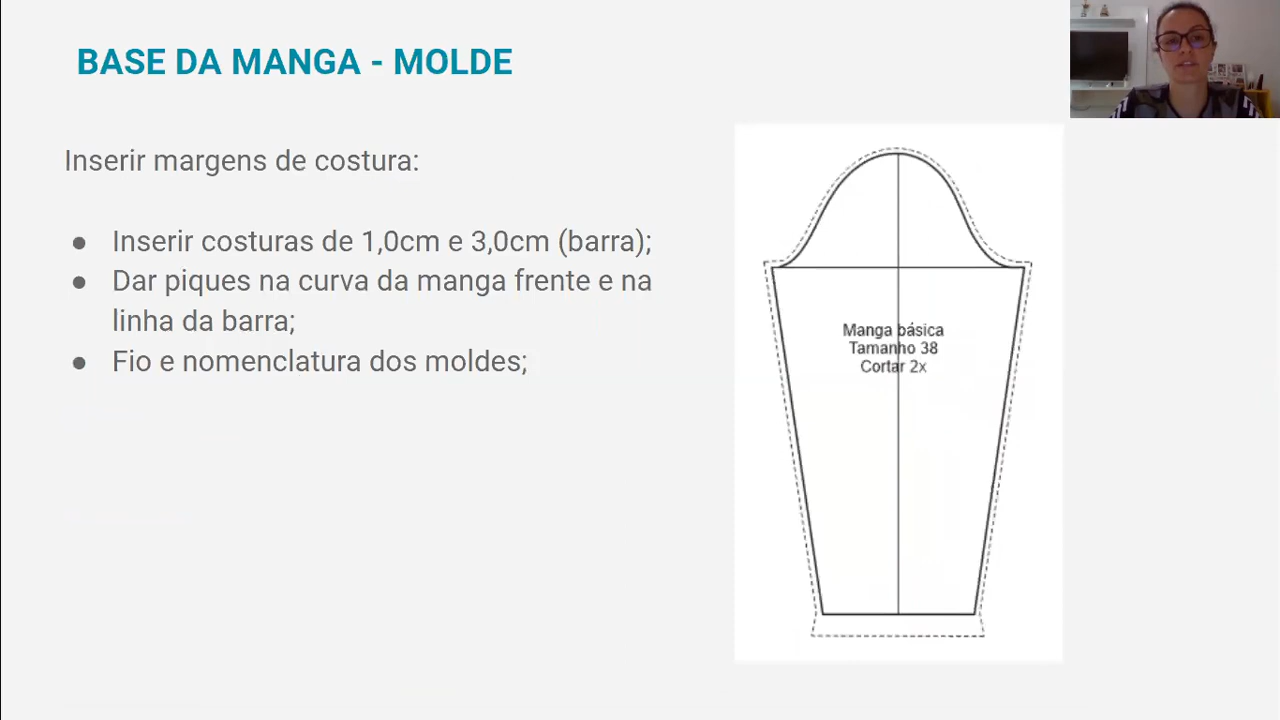 BASE DA MANGA - MOLDE
Inserir margens de costura:
● Inserir costuras de 1,0cm e 3,0cm (barra);
● Dar piques na curva da manga frente e na
linha da barra;
● Fio e nomenclatura dos moldes;
Manga básica
Tamanho 38
Cortar 2x